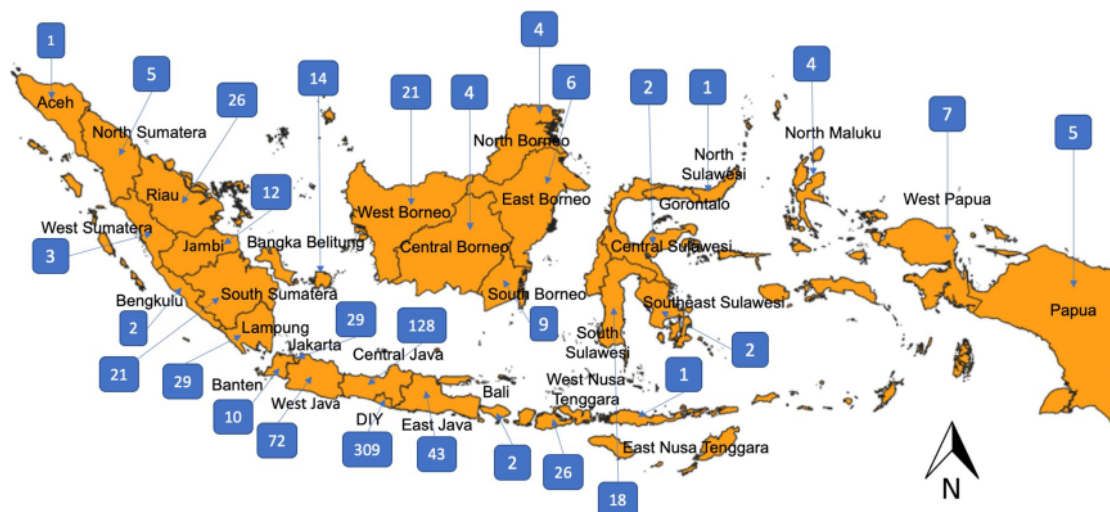 4
1
5
14
21
4
6
2
1
4
26
7
5
Aceh
North Sumatera
North Borneo
North Maluku
North
Sulawesi
Riau
12
West Borneo
East Borneo
Gorontalo
West Papua
West Sumatera
Jambi
Bangka Belitung
Central Borneo
Central Sulawesi
3
South Sumatera
South Borneo
Southeast Sulawesi
Papua
Bengkulu
2
Lampung
Jakarta
29
128
9
South
Sulawesi
2
21
29
Central Java
Banten
West Java
Bali
West Nusa
Tenggara
1
10
DIY
East Java
East Nusa Tenggara
72
309
43
2
26
18
N